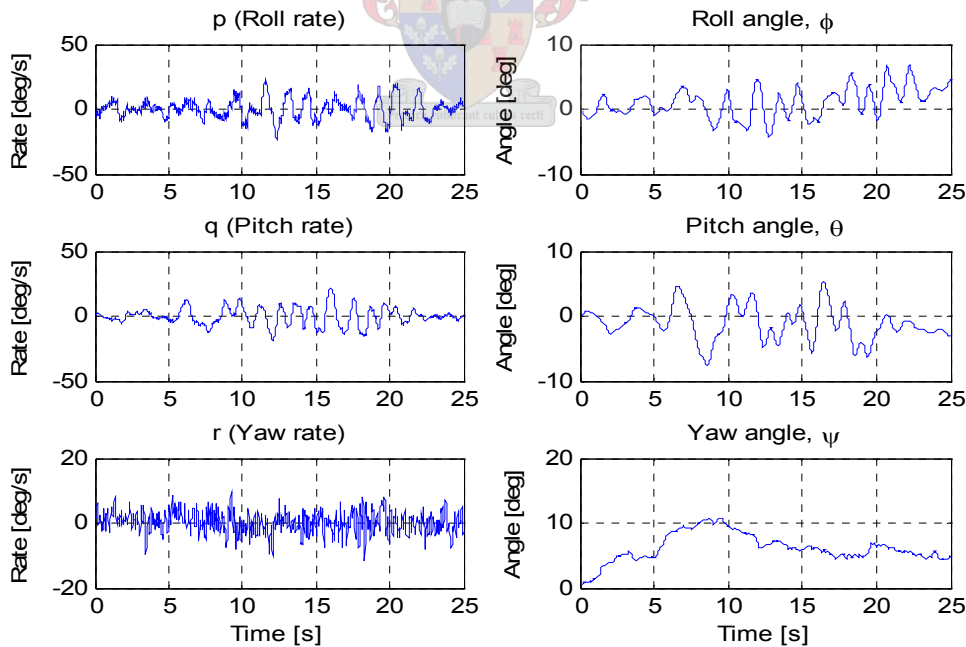 p (Roll rate)
Rate [deg/s]
50
0
-50
0 5 10 15 20 25
Roll angle, ϕ
Angle [deg]
10
0
-10
0 5 10 15 20 25
q (Pitch rate)
Rate [deg/s]
50
0
-50
0 5 10 15 20 25
Pitch angle, θ
Angle [deg]
10
0
-10
0 5 10 15 20 25
r (Yaw rate)
Rate [deg/s]
20
0
-20
0 5 10 15 20 25
Time [s]
Yaw angle, ψ
Angle [deg]
20
10
0
0 5 10 15 20 25
Time [s]
recti